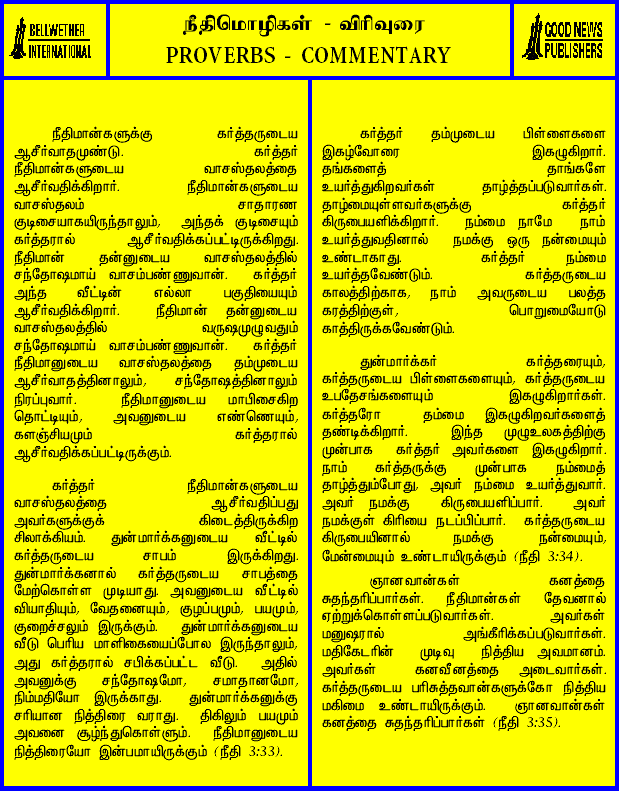 BELLWETHER
INTERNATIONAL
நீதிமொழிகள் - விரிவுரை
PROVERBS - COMMENTARY
GOOD NEWS
PUBLISHERS
நீதிமான்களுக்கு கர்த்தருடைய
ஆசீர்வாதமுண்டு. கர்த்தர்
நீதிமான்களுடைய வாசஸ்தலத்தை
ஆசீர்வதிக்கிறார். நீதிமான்களுடைய
வாசஸ்தலம் சாதாரண
குடிசையாகயிருந்தாலும், அந்தக் குடிசையும்
கர்த்தரால் ஆசீர்வதிக்கப்பட்டிருக்கிறது.
நீதிமான் தன்னுடைய வாசஸ்தலத்தில்
சந்தோஷமாய் வாசம்பண்ணுவான். கர்த்தர்
அந்த வீட்டின் எல்லா பகுதியையும்
ஆசீர்வதிக்கிறார். நீதிமான் தன்னுடைய
வாசஸ்தலத்தில் வருஷமுழுவதும்
சந்தோஷமாய் வாசம்பண்ணுவான். கர்த்தர்
நீதிமானுடைய வாசஸ்தலத்தை தம்முடைய
ஆசீர்வாதத்தினாலும், சந்தோஷத்தினாலும்
நிரப்புவார். நீதிமானுடைய மாபிசைகிற
தொட்டியும், அவனுடைய எண்ணெயும்,
களஞ்சியமும் கர்த்தரால்
ஆசீர்வதிக்கப்பட்டிருக்கும்.
கர்த்தர் நீதிமான்களுடைய
வாசஸ்தலத்தை ஆசீர்வதிப்பது
அவர்களுக்குக் கிடைத்திருக்கிற
சிலாக்கியம். துன்மார்க்கனுடைய வீட்டில்
கர்த்தருடைய சாபம் இருக்கிறது.
துன்மார்க்கனால் கர்த்தருடைய சாபத்தை
மேற்கொள்ள முடியாது. அவனுடைய வீட்டில்
வியாதியும், வேதனையும், குழப்பமும், பயமும்,
குறைச்சலும் இருக்கும். துன்மார்க்கனுடைய
வீடு பெரிய மாளிகையைப்போல இருந்தாலும்,
அது கர்த்தரால் சபிக்கப்பட்ட வீடு. அதில்
அவனுக்கு சந்தோஷமோ, சமாதானமோ,
நிம்மதியோ இருக்காது. துன்மார்க்கனுக்கு
சரியான நித்திரை வராது. திகிலும் பயமும்
அவனை சூழ்ந்துகொள்ளும். நீதிமானுடைய
நித்திரையோ இன்பமாயிருக்கும் (நீதி 3:33).
கர்த்தர் தம்முடைய பிள்ளைகளை
இகழ்வோரை இகழுகிறார்.
தங்களைத் தாங்களே
உயர்த்துகிறவர்கள் தாழ்த்தப்படுவார்கள்.
தாழ்மையுள்ளவர்களுக்கு கர்த்தர்
கிருபையளிக்கிறார். நம்மை நாமே நாம்
உயர்த்துவதினால் நமக்கு ஒரு நன்மையும்
உண்டாகாது. கர்த்தர் நம்மை
உயர்த்தவேண்டும். கர்த்தருடைய
காலத்திற்காக, நாம் அவருடைய பலத்த
கரத்திற்குள், பொறுமையோடு
காத்திருக்கவேண்டும்.
துன்மார்க்கர் கர்த்தரையும்,
கர்த்தருடைய பிள்ளைகளையும், கர்த்தருடைய
உபதேசங்களையும் இகழுகிறார்கள்.
கர்த்தரோ தம்மை இகழுகிறவர்களைத்
தண்டிக்கிறார். இந்த முழுஉலகத்திற்கு
முன்பாக கர்த்தர் அவர்களை இகழுகிறார்.
நாம் கர்த்தருக்கு முன்பாக நம்மைத்
தாழ்த்தும்போது, அவர் நம்மை உயர்த்துவார்.
அவர் நமக்கு கிருபையளிப்பார். அவர்
நமக்குள் கிரியை நடப்பிப்பார். கர்த்தருடைய
கிருபையினால் நமக்கு நன்மையும்,
மேன்மையும் உண்டாயிருக்கும் (நீதி 3:34).
ஞானவான்கள் கனத்தை
சுதந்தரிப்பார்கள். நீதிமான்கள் தேவனால்
ஏற்றுக்கொள்ளப்படுவார்கள். அவர்கள்
மனுஷரால் அங்கீரிக்கப்படுவார்கள்.
மதிகேடரின் முடிவு நித்திய அவமானம்.
அவர்கள் கனவீனத்தை அடைவார்கள்.
கர்த்தருடைய பரிசுத்தவான்களுக்கோ நித்திய
மகிமை உண்டாயிருக்கும். ஞானவான்கள்
கனத்தை சுதந்தரிப்பார்கள் (நீதி 3:35).